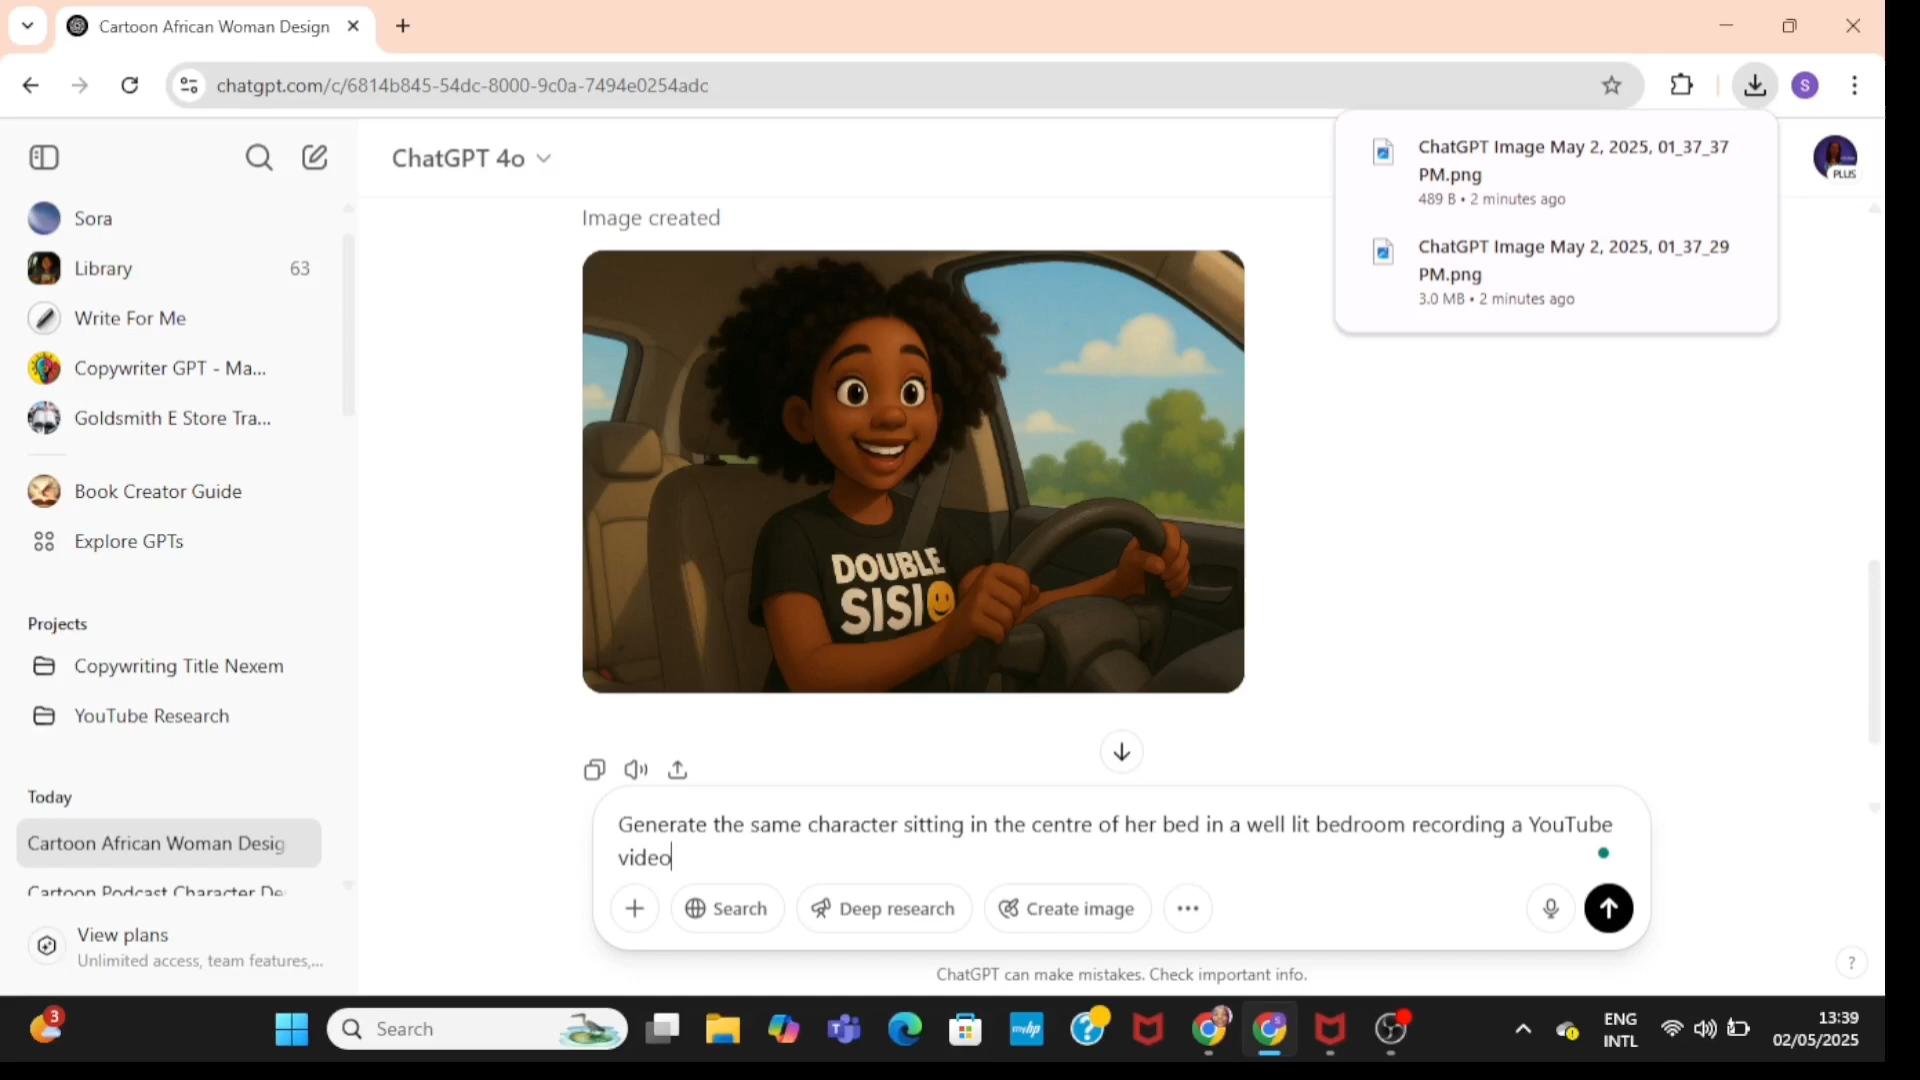 Cartoon African Woman Design
chatgpt.com/c/6814b845-54dc-8000-9c0a-7494e0254adc
S
ChatGPT 4o
PLUS
ChatGPT Image May 2, 2025, 01_37_37
PM.png
489 B • 2 minutes ago
ChatGPT Image May 2, 2025, 01_37_29
PM.png
3.0 MB • 2 minutes ago
Sora
Library 63
Write For Me
Copywriter GPT - Ma...
Goldsmith E Store Tra...
Book Creator Guide
Explore GPTs
Projects
Copywriting Title Nexem
YouTube Research
Today
Cartoon African Woman Desig
Cartoon Podcast Character De
View plans
Unlimited access, team features,...
Image created
DOUBLE
SISI
Generate the same character sitting in the centre of her bed in a well lit bedroom recording a YouTube
video
Search
Deep research
Create image
ChatGPT can make mistakes. Check important info.
?
3
Search
myhp
ENG
INTL
13:39
02/05/2025